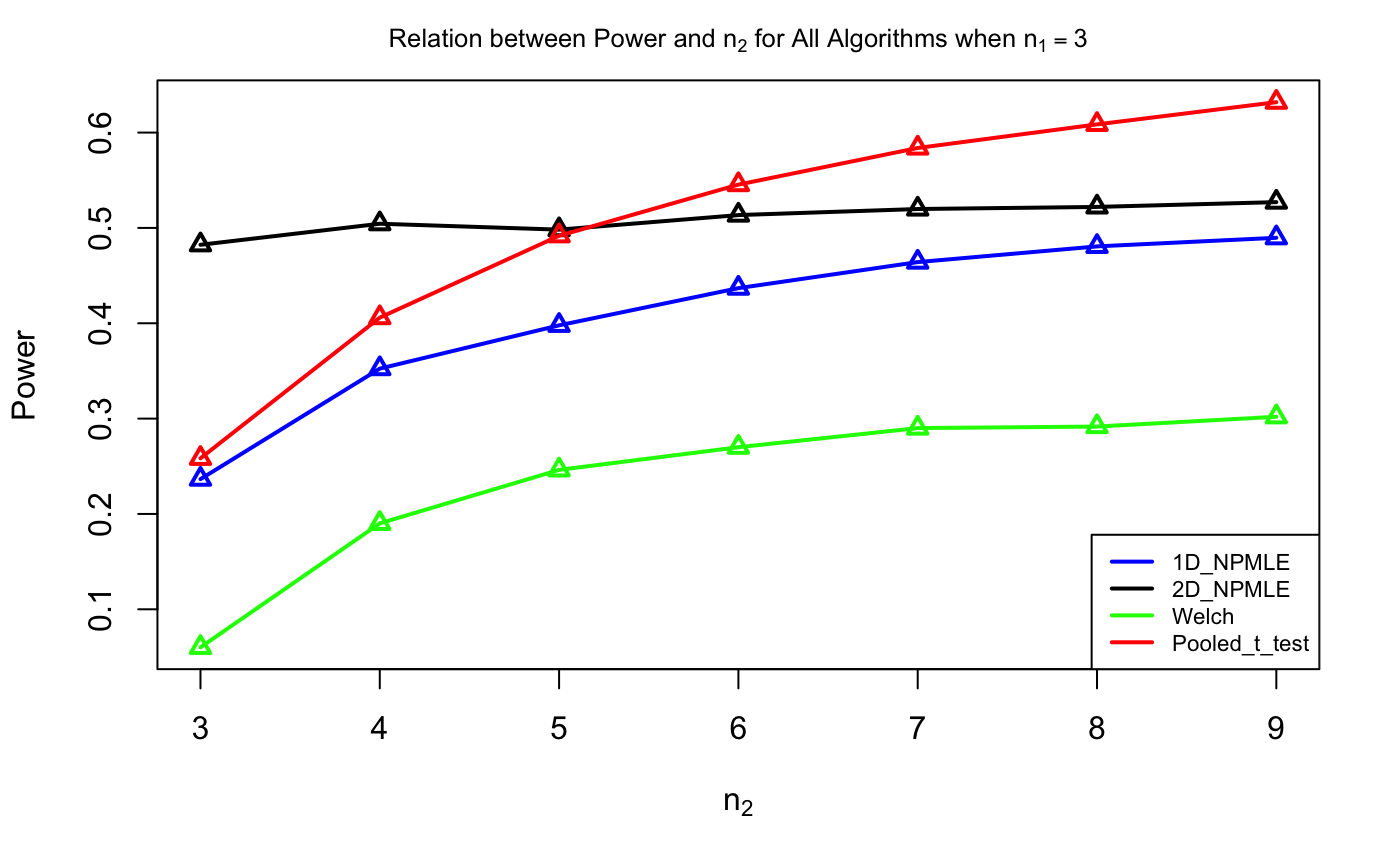 Relation between Power and n₂ for All Algorithms when n₁ = 3
Power
0.6
0.5
0.4
0.3
0.2
0.1
1D_NPMLE
2D_NPMLE
Welch
Pooled_t_test
3 4 5 6 7 8 9
n₂